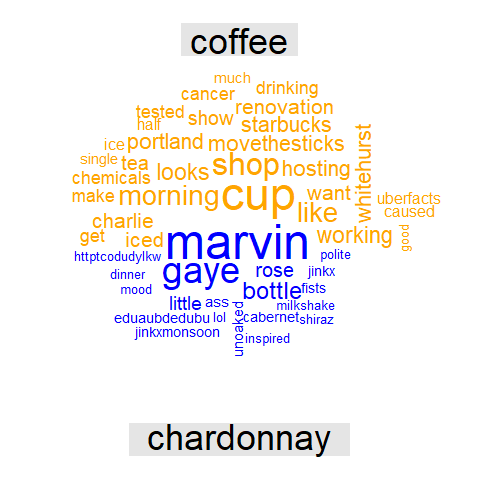 coffee
much
cancer drinking
tested show renovation
half starbucks
ice portland movethesticks
single tea looks shop hosting whitehurst
chemicals
make morning cup want uberfacts
charlie like caused
get iced working good
marvin
httptcodudylkw gaye rose polite
dinner jinkx
mood bottle fists
little ass milkshake
eduaubdedubu lol cabernet shiraz
jinkxmonsoon unoaked inspired
chardonnay